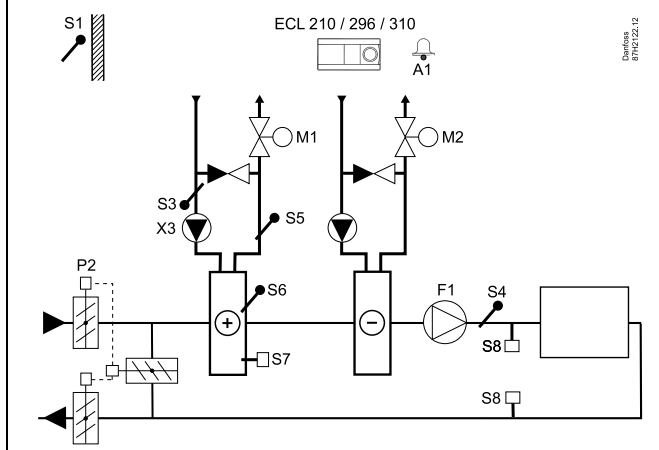 S1
ECL 210 / 296 / 310
A1
Danfoss
87H2122.12
M1
M2
S3
X3
S5
P2
S6
F1
S4
+
−
S8
S7
S8